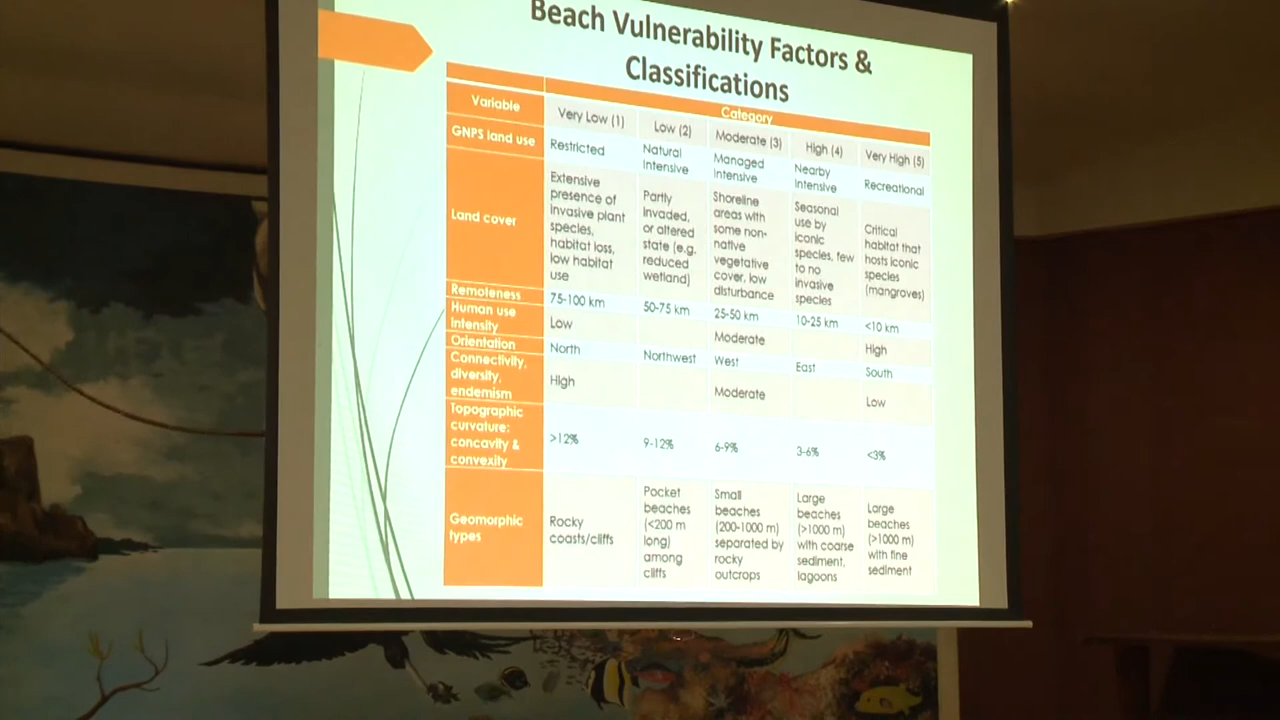 Beach Vulnerability Factors &
Classifications
Variable
Category
Very Low (1)
Low (2)
Moderate (3)
High (4)
Very High (5)
GNPS land use
Restricted
Natural
Intensive
Managed
Intensive
Nearby
Intensive
Recreational
Land cover
Extensive
presence of
invasive plant
species,
habitat loss,
low habitat
use
Partly
invaded,
or altered
state (e.g.
reduced
wetland)
Shoreline
areas with
some non-
native
vegetative
cover, low
disturbance
Seasonal
use by
iconic
species, few
to no
invasive
species
Critical
habitat that
hosts iconic
species
(mangroves)
Remoteness
75-100 km
50-75 km
25-50 km
10-25 km
<10 km
Human use
intensity
Low
Moderate
High
Orientation
North
Northwest
West
East
South
Connectivity,
diversity,
endemism
High
Moderate
Low
Topographic
curvature:
concavity &
convexity
>12%
9-12%
6-9%
3-6%
<3%
Geomorphic
types
Rocky
coasts/cliffs
Pocket
beaches
(<200 m
long)
among
cliffs
Small
beaches
(200-1000 m)
separated by
rocky
outcrops
Large
beaches
(>1000 m)
with coarse
sediment,
lagoons
Large
beaches
(>1000 m)
with fine
sediment